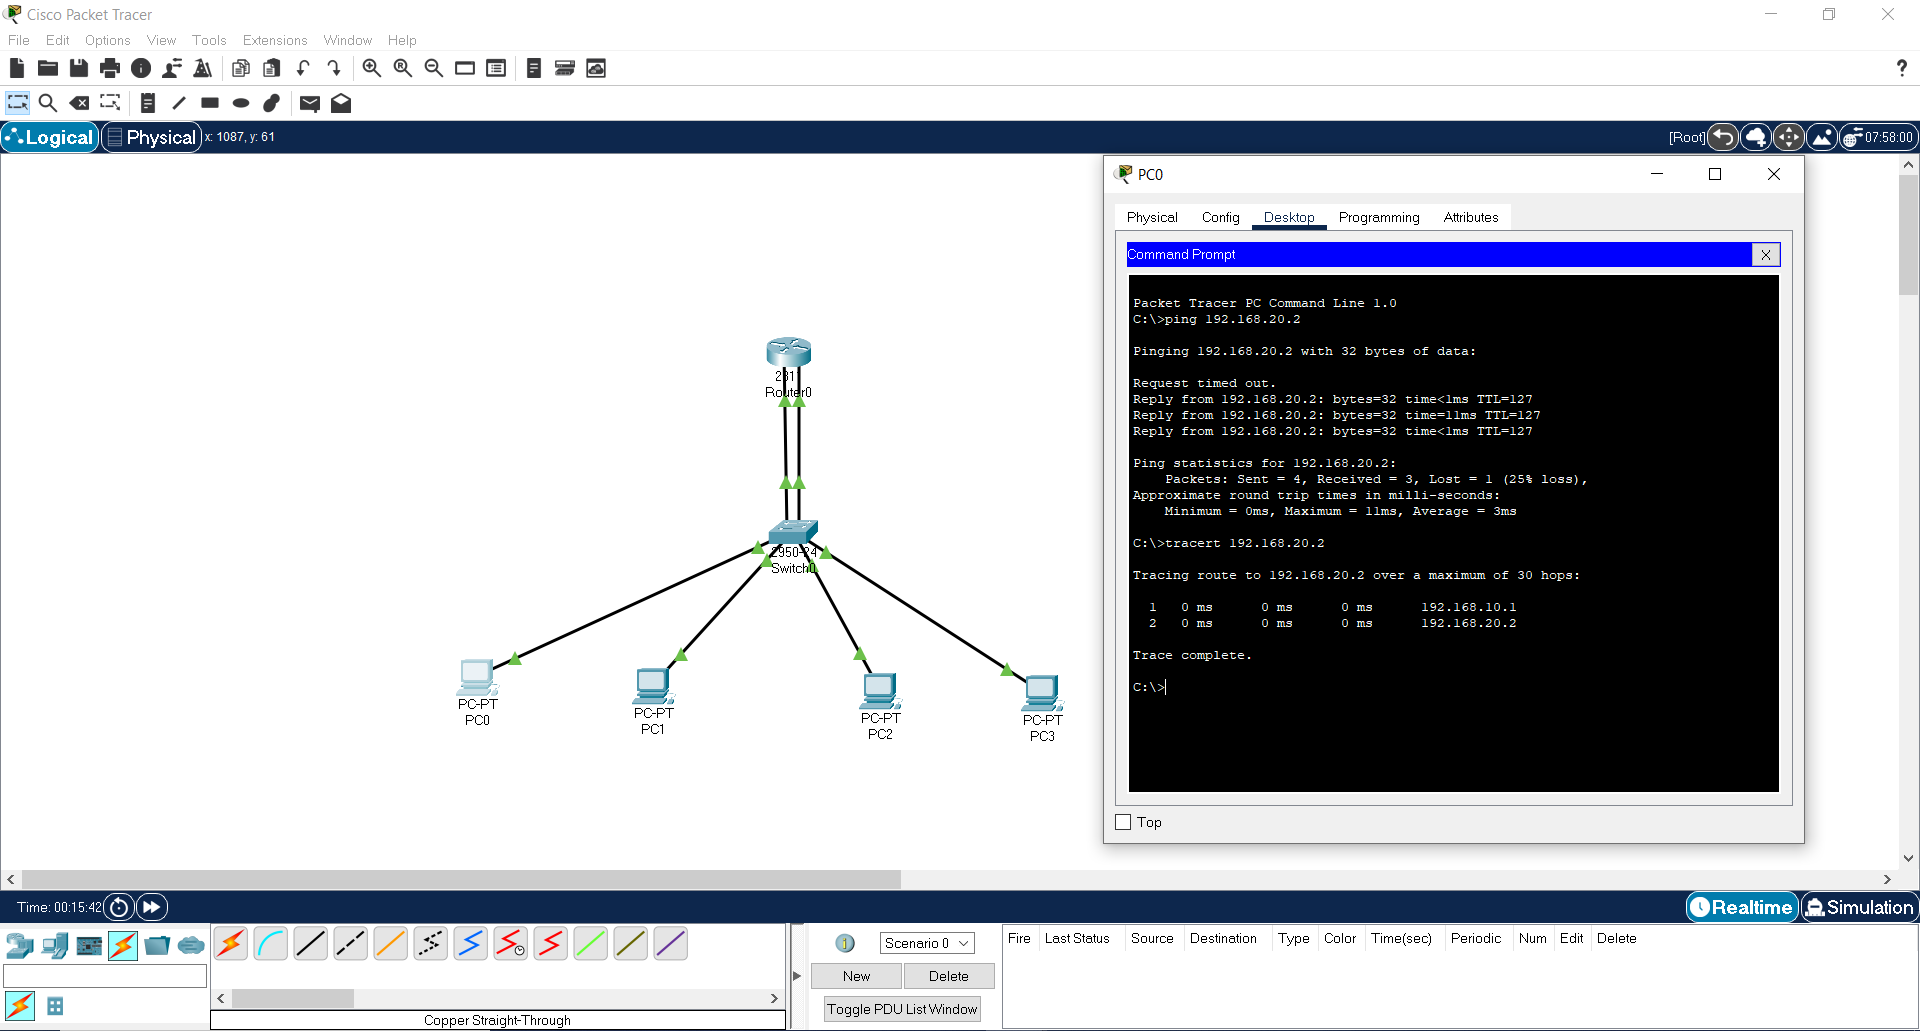 Cisco Packet Tracer
File Edit Options View Tools Extensions Window Help
?
Logical Physical x: 1087, y: 61 [Root] 07:58:00
PC0
Physical Config Desktop Programming Attributes
Command Prompt X
Packet Tracer PC Command Line 1.0
C:\>ping 192.168.20.2
Pinging 192.168.20.2 with 32 bytes of data:
Request timed out.
Reply from 192.168.20.2: bytes=32 time<1ms TTL=127
Reply from 192.168.20.2: bytes=32 time=11ms TTL=127
Reply from 192.168.20.2: bytes=32 time<1ms TTL=127
Ping statistics for 192.168.20.2:
Packets: Sent = 4, Received = 3, Lost = 1 (25% loss),
Approximate round trip times in milli-seconds:
Minimum = 0ms, Maximum = 11ms, Average = 3ms
C:\>tracert 192.168.20.2
Tracing route to 192.168.20.2 over a maximum of 30 hops:
1 0 ms 0 ms 0 ms 192.168.10.1
2 0 ms 0 ms 0 ms 192.168.20.2
Trace complete.
C:\>
Top
2811
Router0
2950-24
Switch0
PC-PT
PC0
PC-PT
PC1
PC-PT
PC2
PC-PT
PC3
Time: 00:15:42 Realtime Simulation
1 Scenario 0
New Delete
Toggle PDU List Window
Fire Last Status Source Destination Type Color Time(sec) Periodic Num Edit Delete
Copper Straight-Through